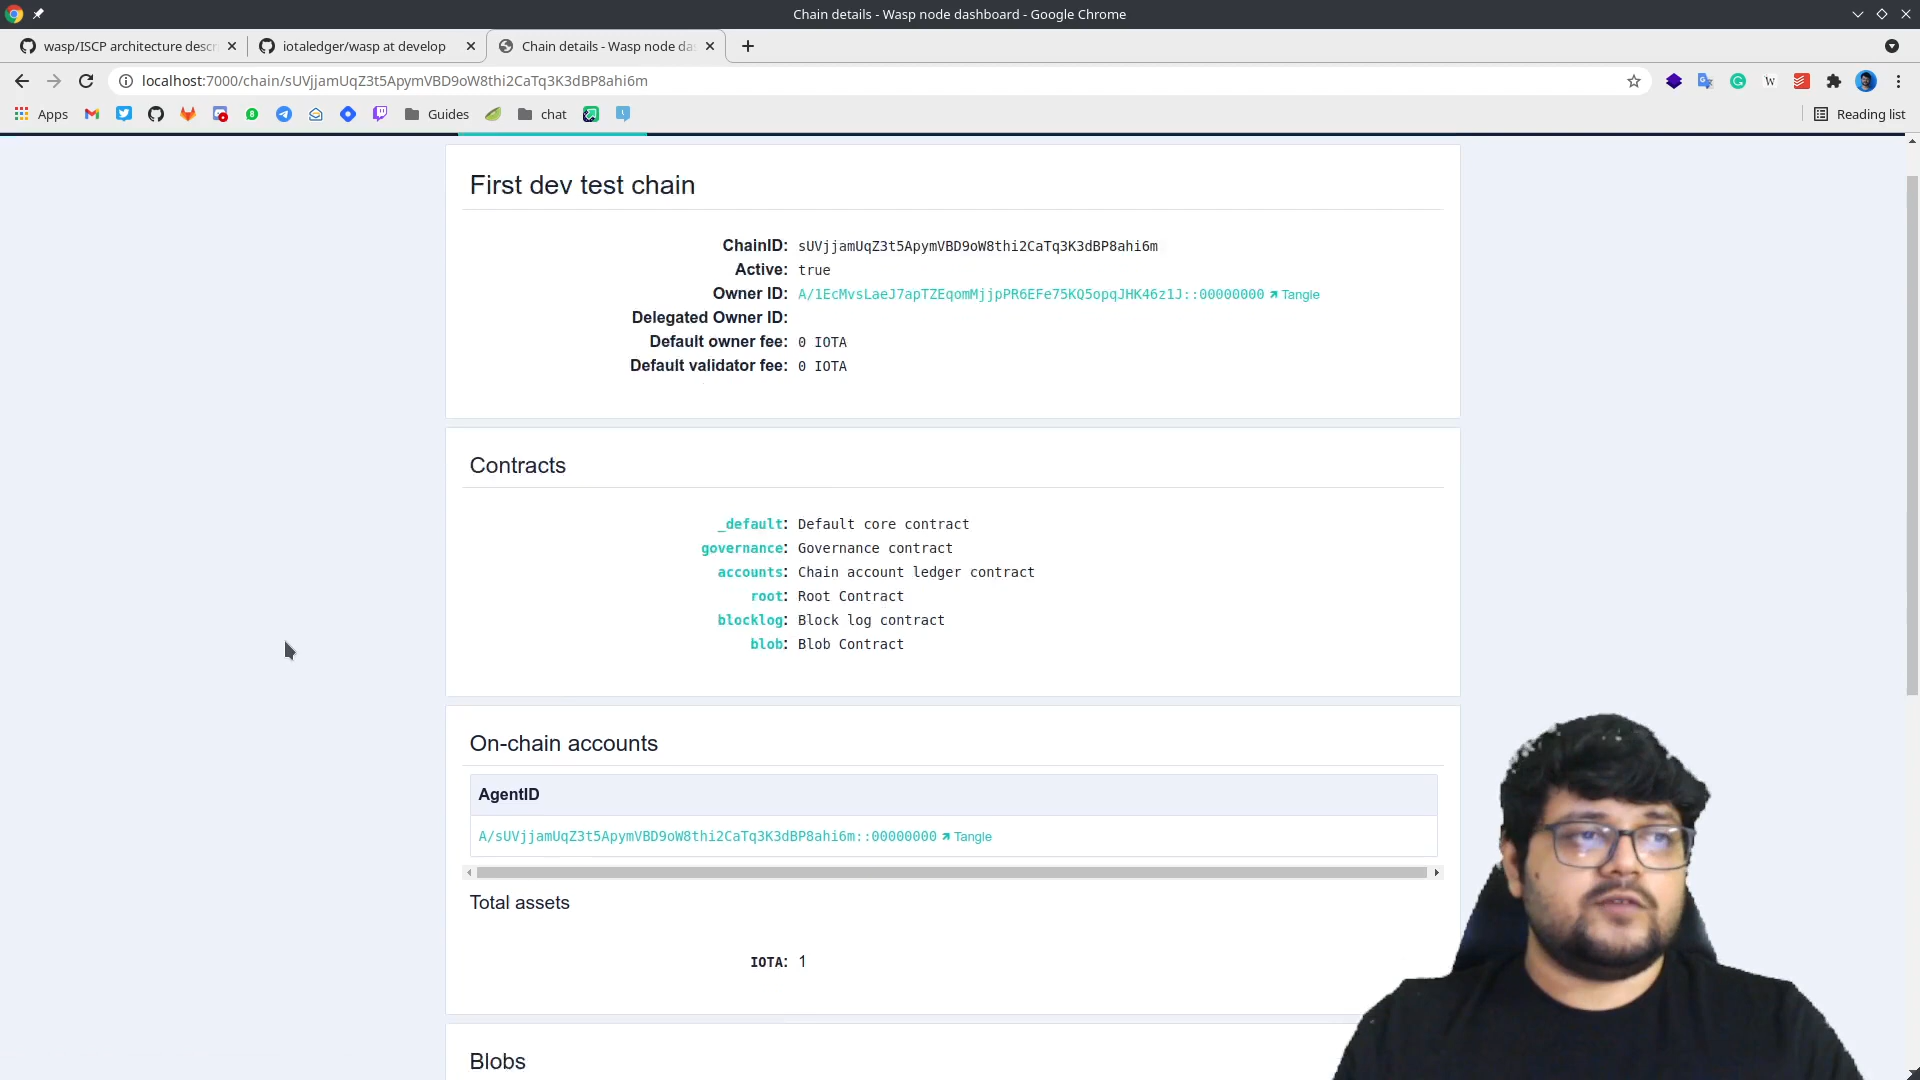 Chain details - Wasp node dashboard - Google Chrome
wasp/ISCP architecture descr
iotaledger/wasp at develop
Chain details - Wasp node da
localhost:7000/chain/sUVjjamUqZ3t5ApymVBD9oW8thi2CaTq3K3dBP8ahi6m
Apps
Guides
chat
Reading list
First dev test chain
ChainID: sUVjjamUqZ3t5ApymVBD9oW8thi2CaTq3K3dBP8ahi6m
Active: true
Owner ID: A/1EcMvsLaeJ7apTZEqomMjjpPR6EFe75KQ5opqJHK46z1J::00000000 Tangle
Delegated Owner ID:
Default owner fee: 0 IOTA
Default validator fee: 0 IOTA
Contracts
_default: Default core contract
governance: Governance contract
accounts: Chain account ledger contract
root: Root Contract
blocklog: Block log contract
blob: Blob Contract
On-chain accounts
AgentID
A/sUVjjamUqZ3t5ApymVBD9oW8thi2CaTq3K3dBP8ahi6m::00000000 Tangle
Total assets
IOTA: 1
Blobs